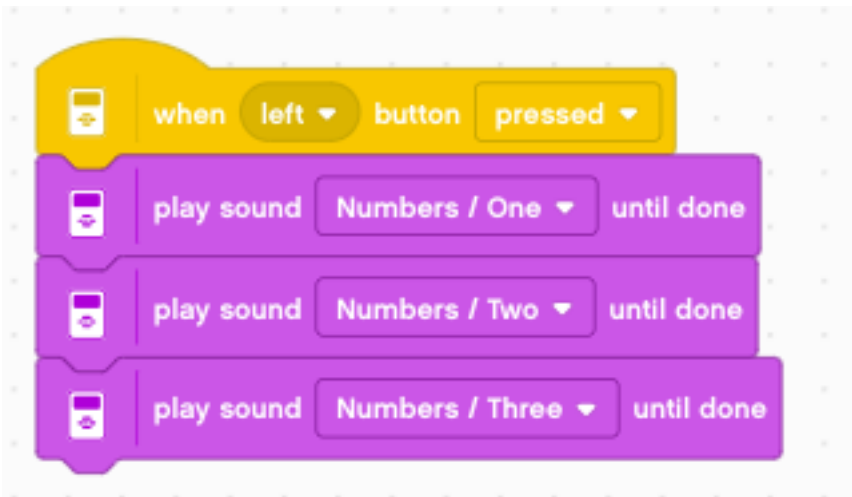 when left button pressed
play sound Numbers / One until done
play sound Numbers / Two until done
play sound Numbers / Three until done